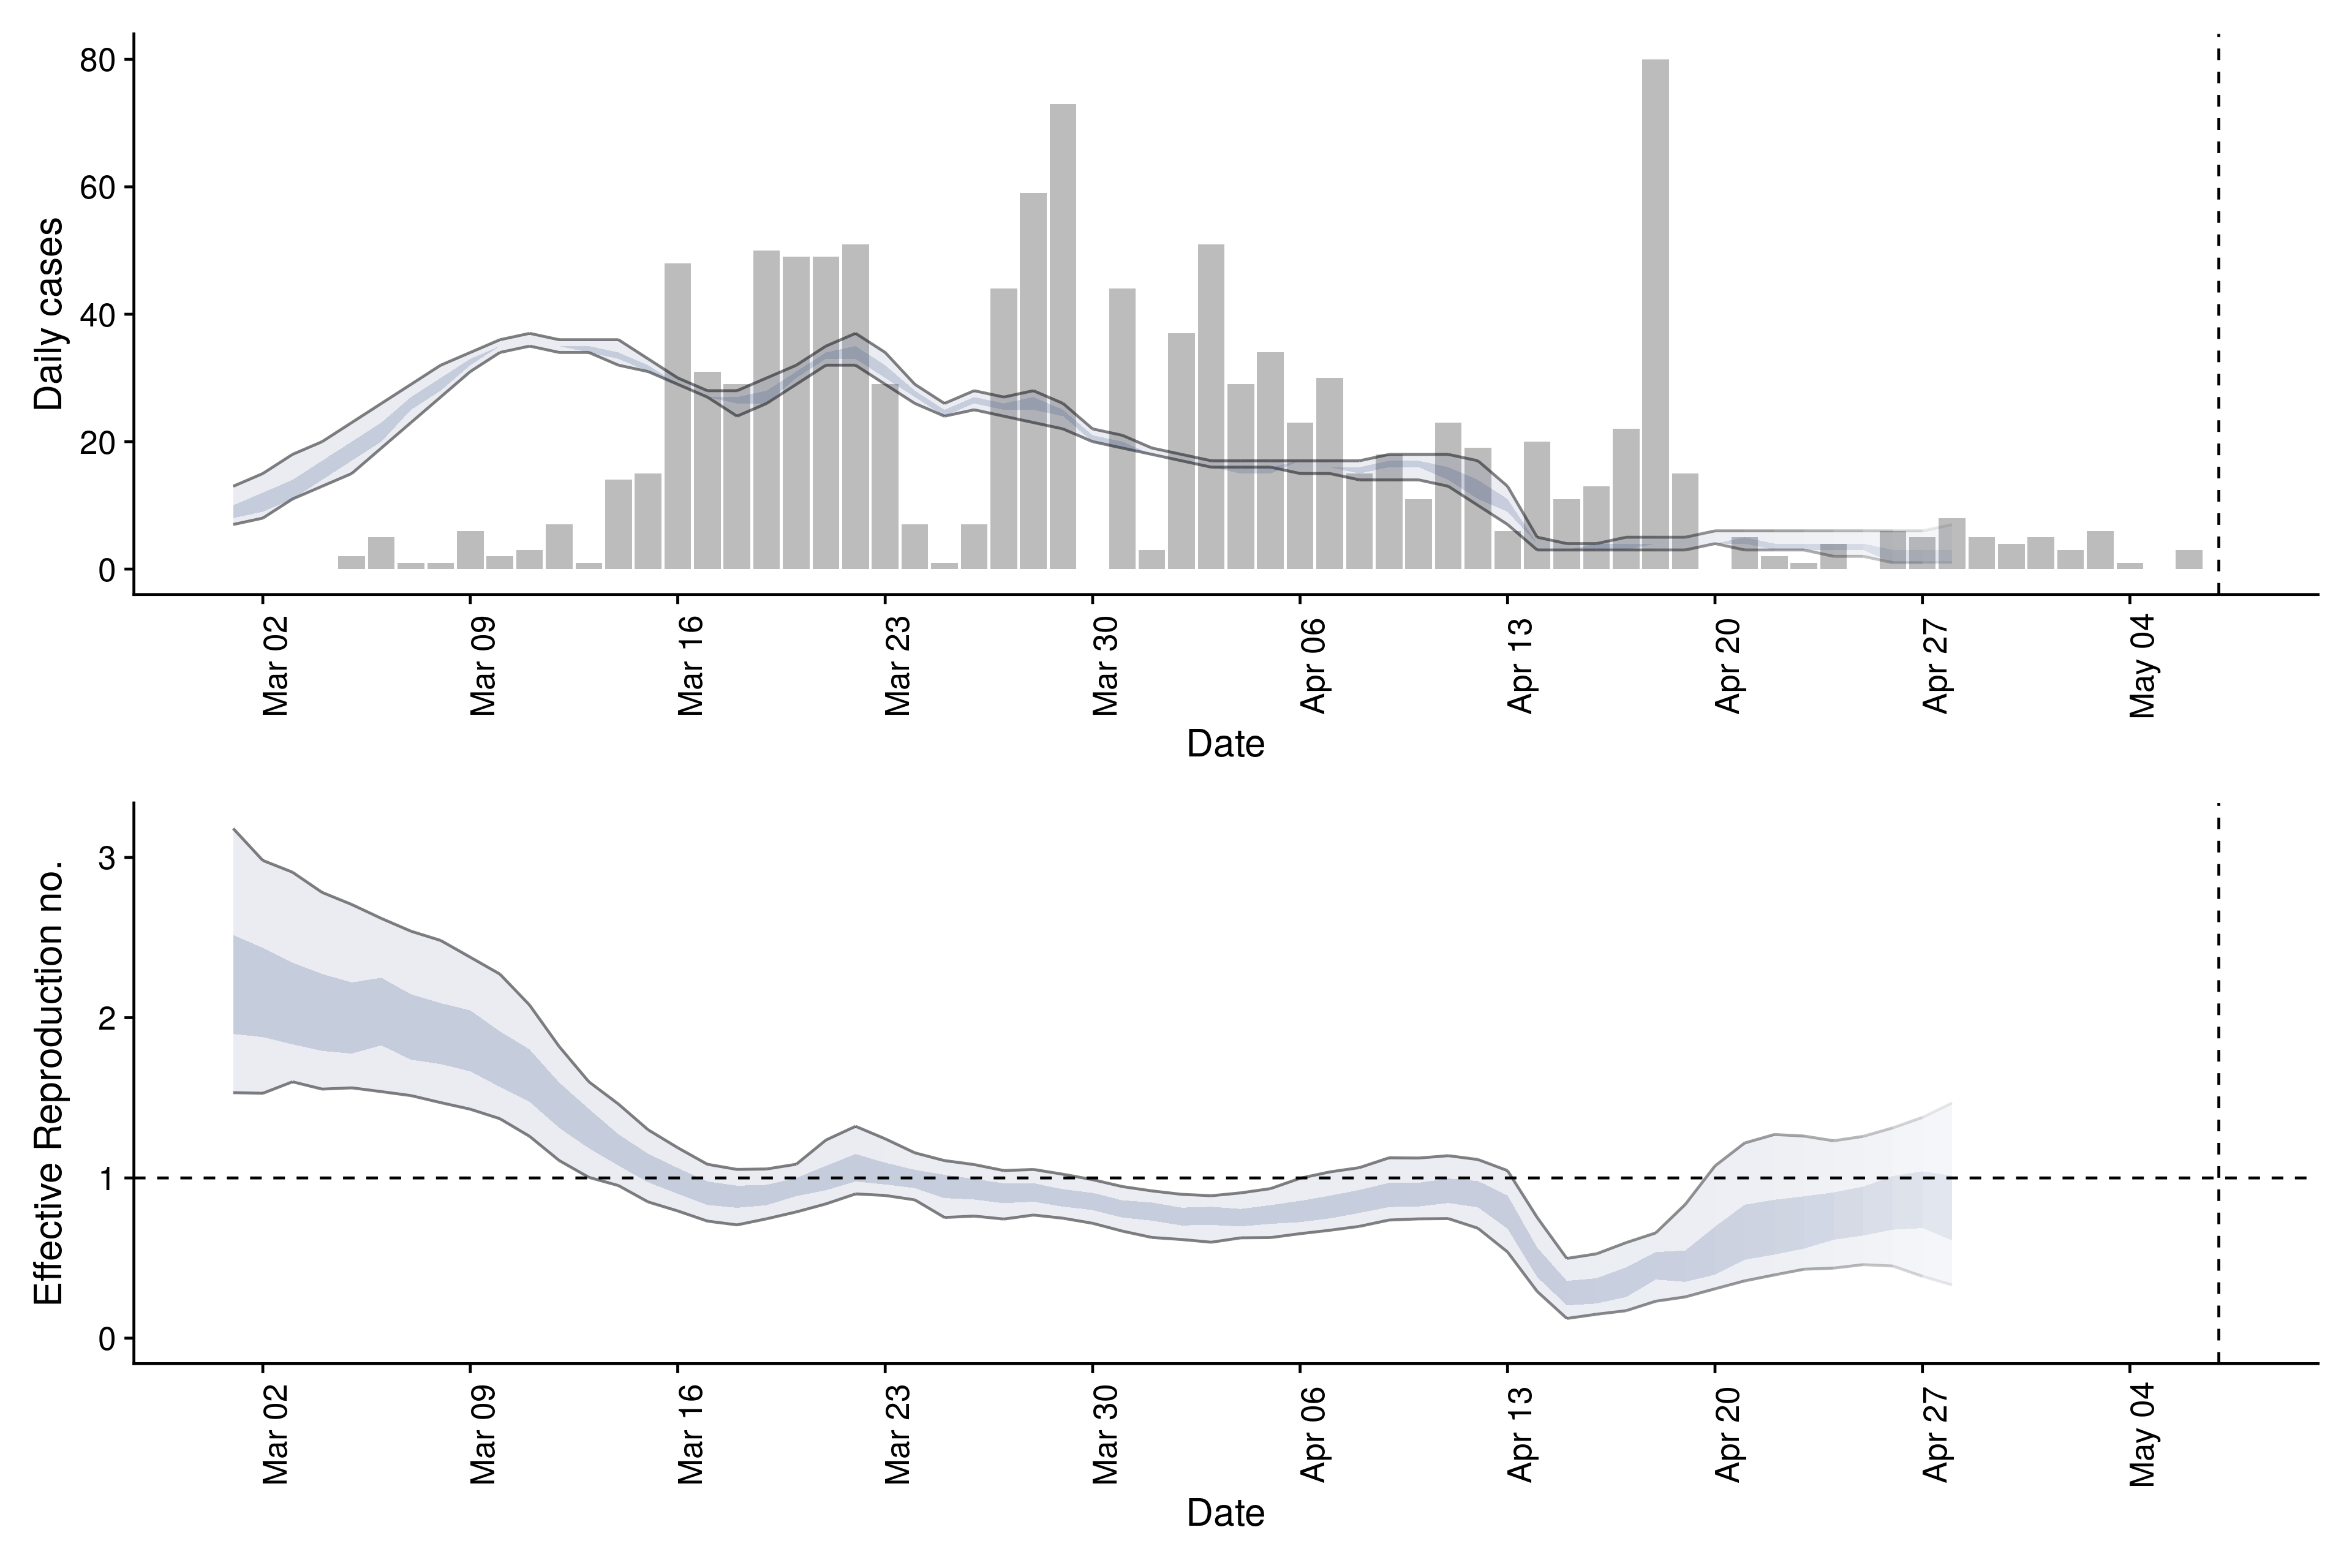 Daily cases
80
60
40
20
0
Mar 02
Mar 09
Mar 16
Mar 23
Mar 30
Apr 06
Apr 13
Apr 20
Apr 27
May 04
Date
Effective Reproduction no.
3
2
1
0
Mar 02
Mar 09
Mar 16
Mar 23
Mar 30
Apr 06
Apr 13
Apr 20
Apr 27
May 04
Date